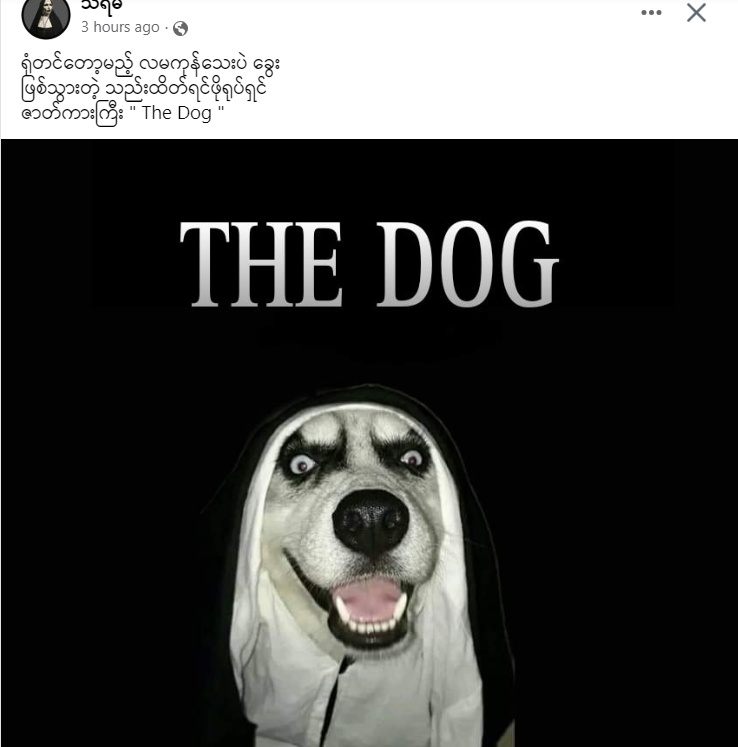 3 hours ago ·
ရုံတင်တော့မည့် လမကုန်သေးပဲ ခွေး
ဖြစ်သွားတဲ့ သည်းထိတ်ရင်ဖိုရုပ်ရှင်
ဇာတ်ကားကြီး " The Dog "
THE DOG